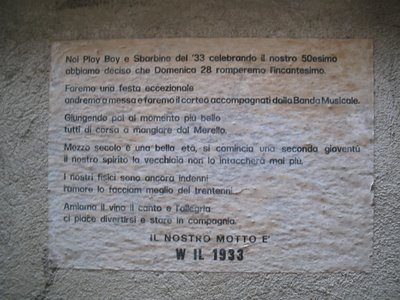 Noi Play Boy e Sbarbine del '33 celebrando il nostro 50esimo
abbiamo deciso che Domenica 28 romperemo l'incantesimo.
Faremo una festa eccezionale
andremo a messa e faremo il corteo accompagnati dalla Banda Musicale.
Giungendo poi al momento più bello
tutti di corsa a mangiare dal Merello.
Mezzo secolo è una bella età, si comincia una seconda gioventù
il nostro spirito la vecchiaia non lo intaccherà mai più.
I nostri fisici sono ancora indenni
l'amore lo facciam meglio dei trentenni.
Amiamo il vino il canto e l'allegria
ci piace divertirsi e stare in compagnia.
IL NOSTRO MOTTO E'
W IL 1933